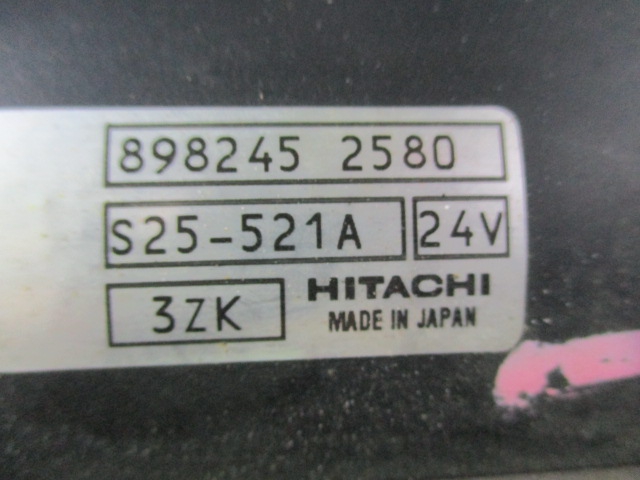 898245 2580
S25-521A 24V
3ZK HITACHI
MADE IN JAPAN